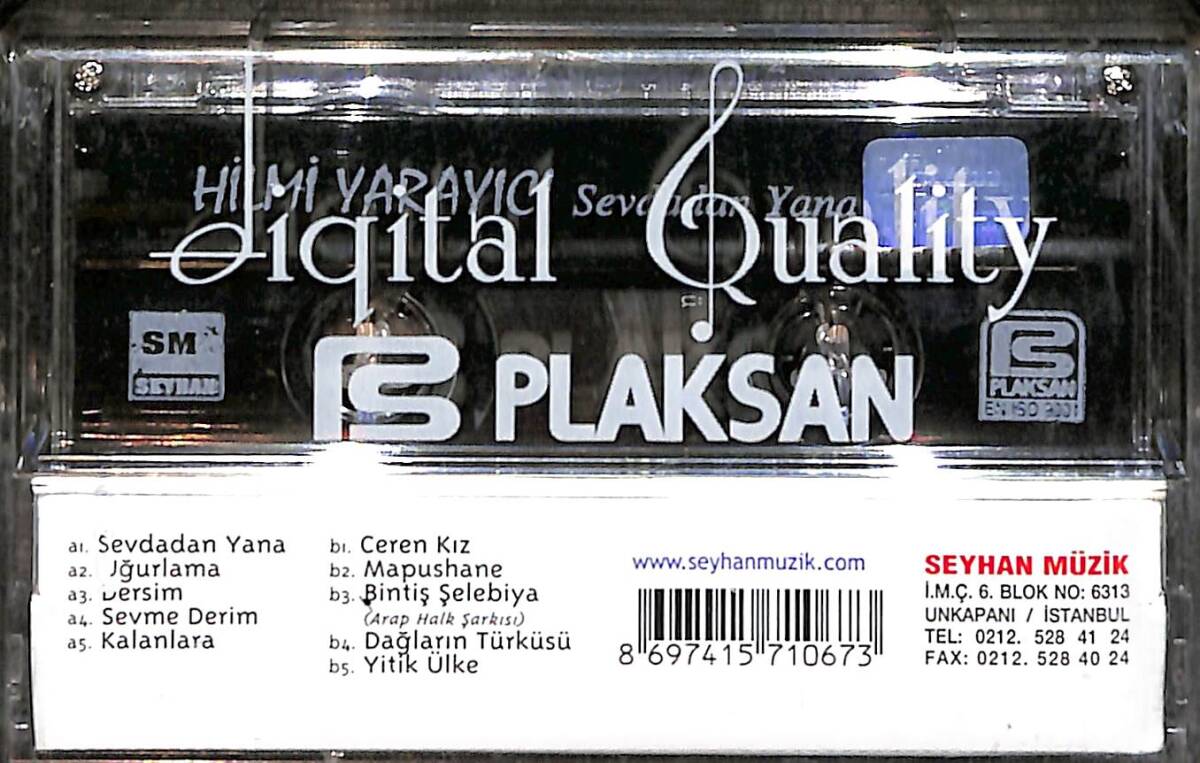 HİLMİ YARAYICI Sevdadan Yana
Digital Quality
SM
SEYHAN
PLAKSAN
PLAKSAN
EN ISO 9001
a1. Sevdadan Yana
a2. Uğurlama
a3. Dersim
a4. Sevme Derim
a5. Kalanlara
b1. Ceren Kız
b2. Mapushane
b3. Bintiş Şelebiya
(Arap Halk Şarkısı)
b4. Dağların Türküsü
b5. Yitik Ülke
www.seyhanmuzik.com
8 697415 710673
SEYHAN MÜZİK
İ.M.Ç. 6. BLOK NO: 6313
UNKAPANI / İSTANBUL
TEL: 0212. 528 41 24
FAX: 0212. 528 40 24